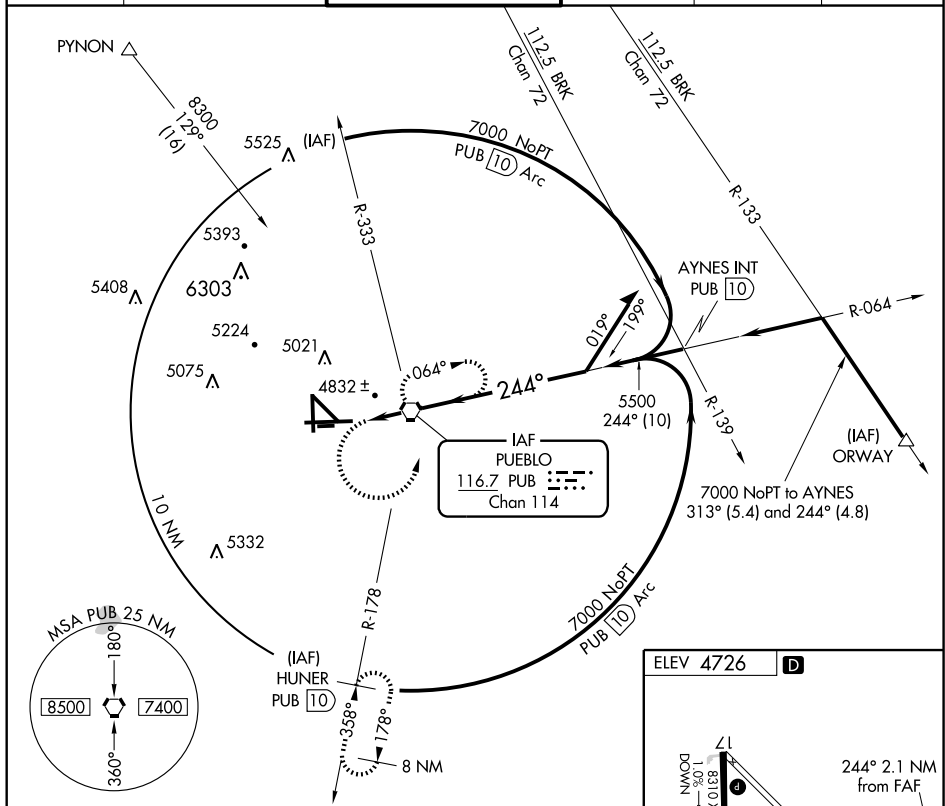 PYNON
8300
129°
(16)
5525
(IAF)
7000 NoPT
PUB 10 Arc
112.5 BRK
Chan 72
112.5 BRK
Chan 72
R-333
R-133
5393
6303
5408
5224
5075
5021
4832 ±
064°
244°
019°
199°
AYNES INT
PUB 10
R-064
5500
244° (10)
R-139
(IAF)
ORWAY
7000 NoPT to AYNES
313° (5.4) and 244° (4.8)
IAF
PUEBLO
116.7 PUB
Chan 114
10 NM
5332
R-178
7000 NoPT
PUB 10 Arc
(IAF)
HUNER
PUB 10
358°
178°
8 NM
MSA PUB 25 NM
180°
8500
7400
360°
ELEV 4726
D
17
8310 X
1.0%
DOWN
P
244° 2.1 NM
from FAF